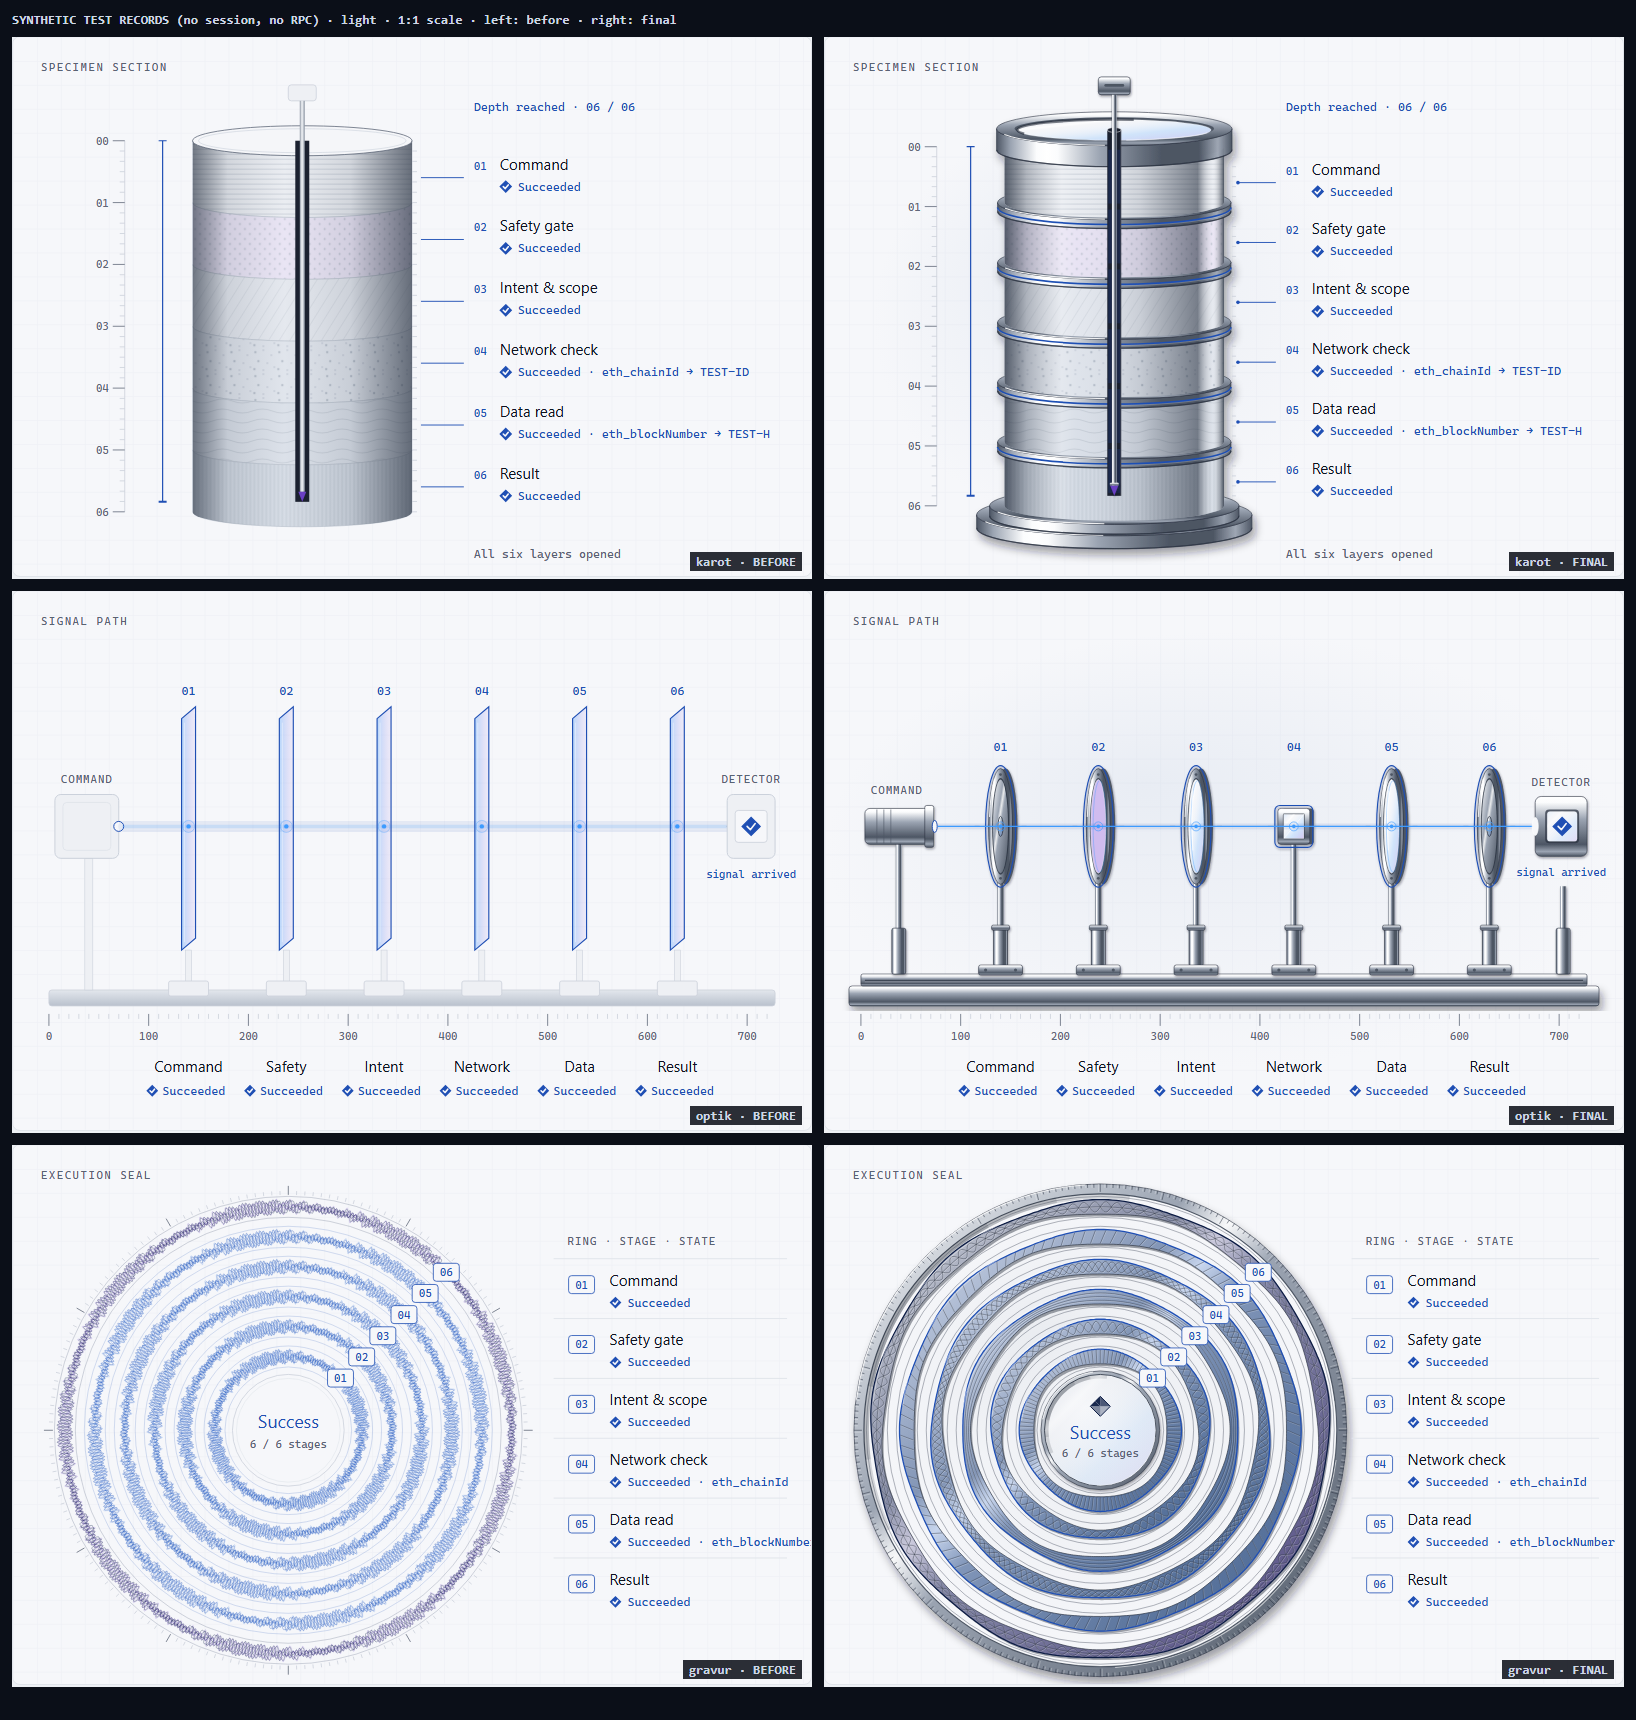 SYNTHETIC TEST RECORDS (no session, no RPC) · light · 1:1 scale · left: before · right: final
SPECIMEN SECTION
Depth reached · 06 / 06
00
01
02
03
04
05
06
01 Command
Succeeded
02 Safety gate
Succeeded
03 Intent & scope
Succeeded
04 Network check
Succeeded · eth_chainId → TEST-ID
05 Data read
Succeeded · eth_blockNumber → TEST-H
06 Result
Succeeded
All six layers opened
karot · BEFORE
SPECIMEN SECTION
Depth reached · 06 / 06
00
01
02
03
04
05
06
01 Command
Succeeded
02 Safety gate
Succeeded
03 Intent & scope
Succeeded
04 Network check
Succeeded · eth_chainId → TEST-ID
05 Data read
Succeeded · eth_blockNumber → TEST-H
06 Result
Succeeded
All six layers opened
karot · FINAL
SIGNAL PATH
01 02 03 04 05 06
COMMAND
DETECTOR
signal arrived
0 100 200 300 400 500 600 700
Command Safety Intent Network Data Result
Succeeded Succeeded Succeeded Succeeded Succeeded Succeeded
optik · BEFORE
SIGNAL PATH
01 02 03 04 05 06
COMMAND
DETECTOR
signal arrived
0 100 200 300 400 500 600 700
Command Safety Intent Network Data Result
Succeeded Succeeded Succeeded Succeeded Succeeded Succeeded
optik · FINAL
EXECUTION SEAL
06
05
04
03
02
01
Success
6 / 6 stages
RING · STAGE · STATE
01 Command
Succeeded
02 Safety gate
Succeeded
03 Intent & scope
Succeeded
04 Network check
Succeeded · eth_chainId
05 Data read
Succeeded · eth_blockNumbe
06 Result
Succeeded
gravur · BEFORE
EXECUTION SEAL
06
05
04
03
02
01
Success
6 / 6 stages
RING · STAGE · STATE
01 Command
Succeeded
02 Safety gate
Succeeded
03 Intent & scope
Succeeded
04 Network check
Succeeded · eth_chainId
05 Data read
Succeeded · eth_blockNumber
06 Result
Succeeded
gravur · FINAL